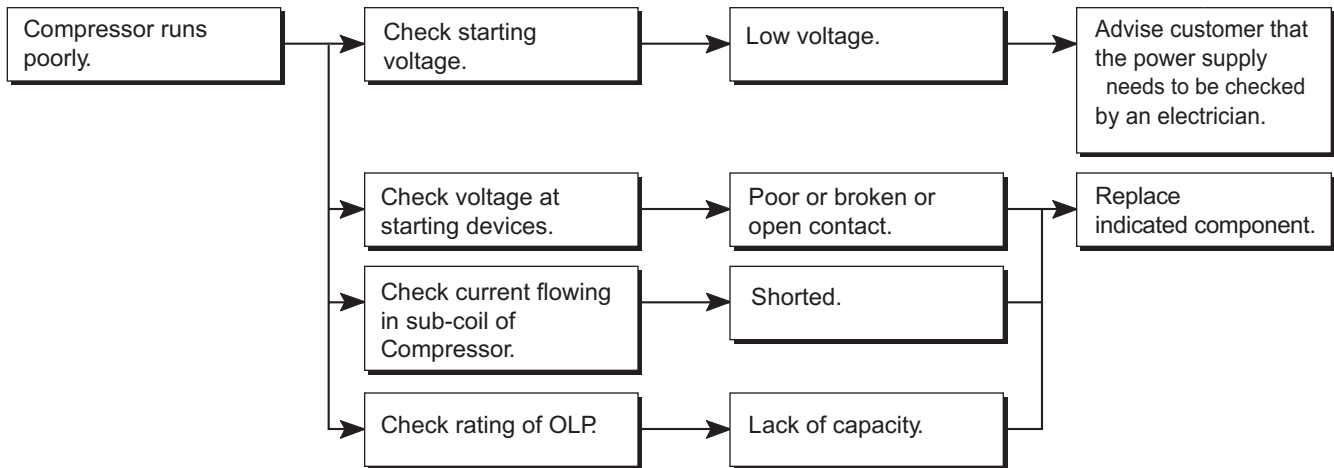 Compressor runs
poorly.
Check starting
voltage.
Low voltage.
Advise customer that
the power supply
needs to be checked
by an electrician.
Check voltage at
starting devices.
Poor or broken or
open contact.
Replace
indicated component.
Check current flowing
in sub-coil of
Compressor.
Shorted.
Check rating of OLP.
Lack of capacity.